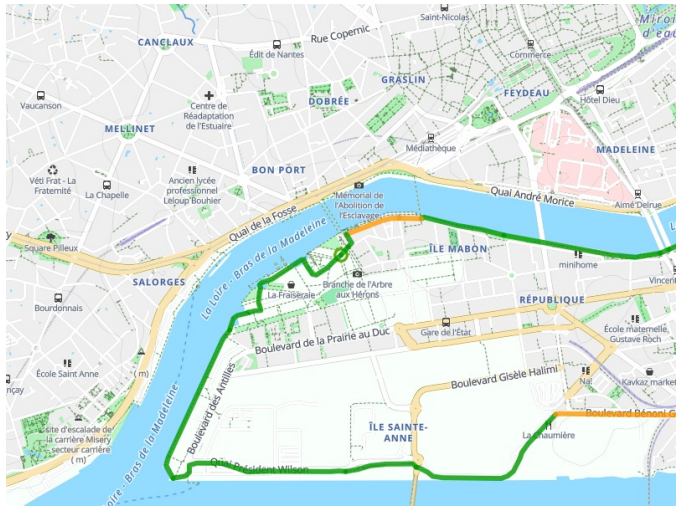 Saint-Nicolas
Miroir
d'eau
Rue Copernic
CANCLAUX
Édit de Nantes
Commerce
GRASLIN
FEYDEAU
Vaucanson
Centre de
Réadaptation
de l'Estuaire
DOBRÉE
Hôtel Dieu
MELLINET
Médiathèque
MADELEINE
BON PORT
Véti Frat - La
Fraternité
La Chapelle
Ancien lycée
professionnel
Leloup Bouhier
Mémorial de
l'Abolition de
l'Esclavage
Quai André Morice
Aimé Delrue
Quai de la Fosse
Square Pilleux
La Loire - Bras de la Madeleine
ÎLE MABON
minihome
SALORGES
La Fraiseraie
Branche de l'Arbre
aux Hérons
Vincent
RÉPUBLIQUE
Bourdonnais
Gare de l'État
École maternelle,
Gustave Roch
Boulevard de la Prairie au Duc
École Saint Anne
( m)
Boulevard des Antilles
Boulevard Gisèle Halimi
Na!
Kavkaz market
nçay
Site d'escalade de
la carrière Misery
secteur carrière
( m)
ÎLE SAINTE-
ANNE
Boulevard Bénoni G
La Chaumière
Quai Président Wilson
Loire - Bras de la Madeleine